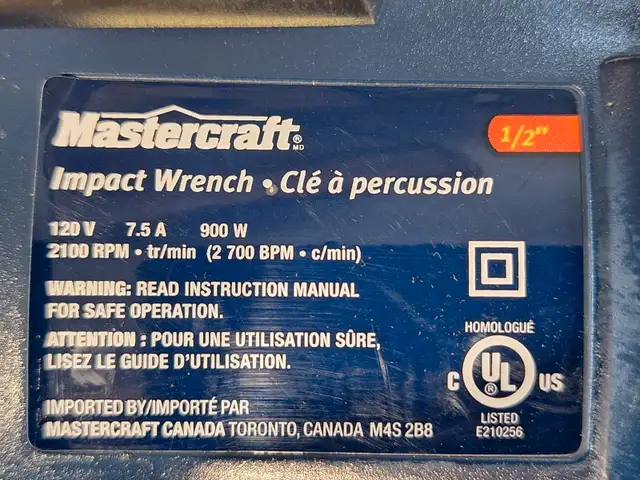 Mastercraft® MD
1/2"
Impact Wrench • Clé à percussion
120 V 7.5 A 900 W
2100 RPM • tr/min (2 700 BPM • c/min)
WARNING: READ INSTRUCTION MANUAL
FOR SAFE OPERATION.
ATTENTION : POUR UNE UTILISATION SÛRE,
LISEZ LE GUIDE D'UTILISATION.
IMPORTED BY/IMPORTÉ PAR
MASTERCRAFT CANADA TORONTO, CANADA M4S 2B8
HOMOLOGUÉ
C UL® US
LISTED
E210256